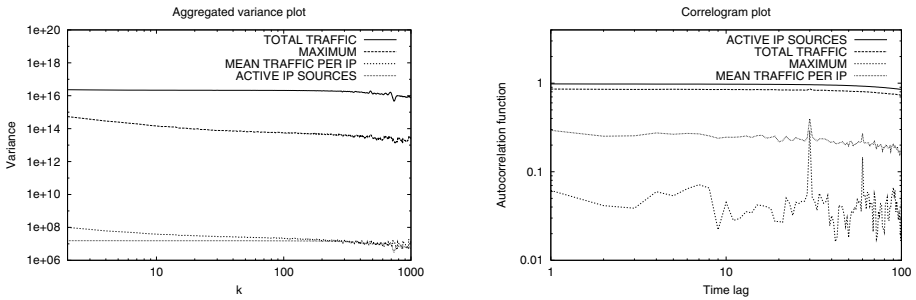 Aggregated variance plot
1e+20
1e+18
1e+16
1e+14
1e+12
1e+10
1e+08
1e+06
Variance
TOTAL TRAFFIC
MAXIMUM
MEAN TRAFFIC PER IP
ACTIVE IP SOURCES
10
100
1000
k
Correlogram plot
1
0.1
0.01
Autocorrelation function
ACTIVE IP SOURCES
TOTAL TRAFFIC
MAXIMUM
MEAN TRAFFIC PER IP
1
10
100
Time lag